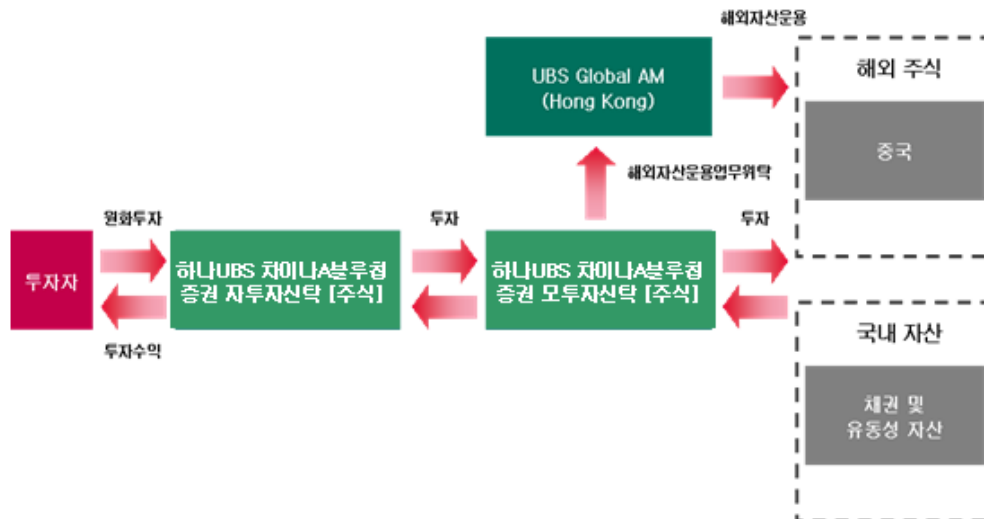 해외자산운용
UBS Global AM
(Hong Kong)
해외 주식
중국
해외자산운용업무위탁
원화투자
투자
투자
투자자
하나UBS 차이나A블루칩
증권 자투자신탁 [주식]
하나UBS 차이나A블루칩
증권 모투자신탁 [주식]
투자수익
국내 자산
채권 및
유동성 자산